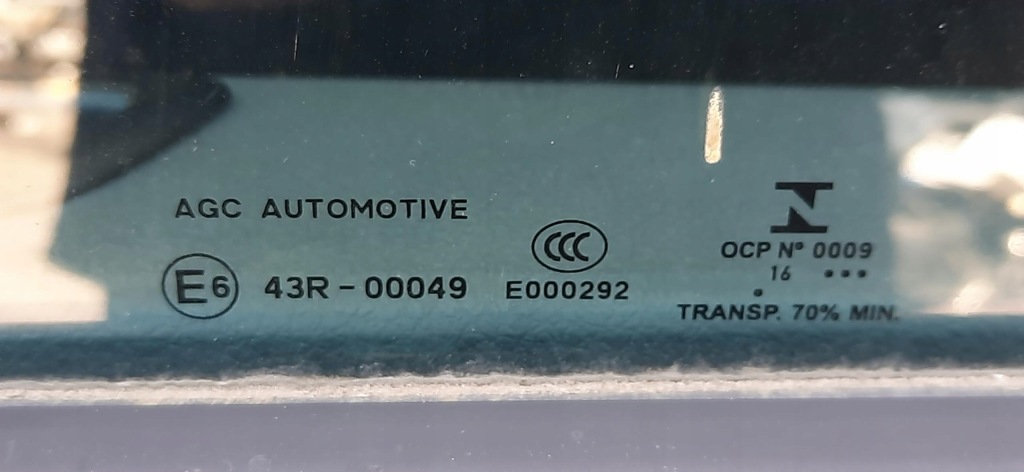 AGC AUTOMOTIVE
E6 43R-00049
CCC
E000292
OCP Nº 0009
16 •••
•
TRANSP. 70% MIN.